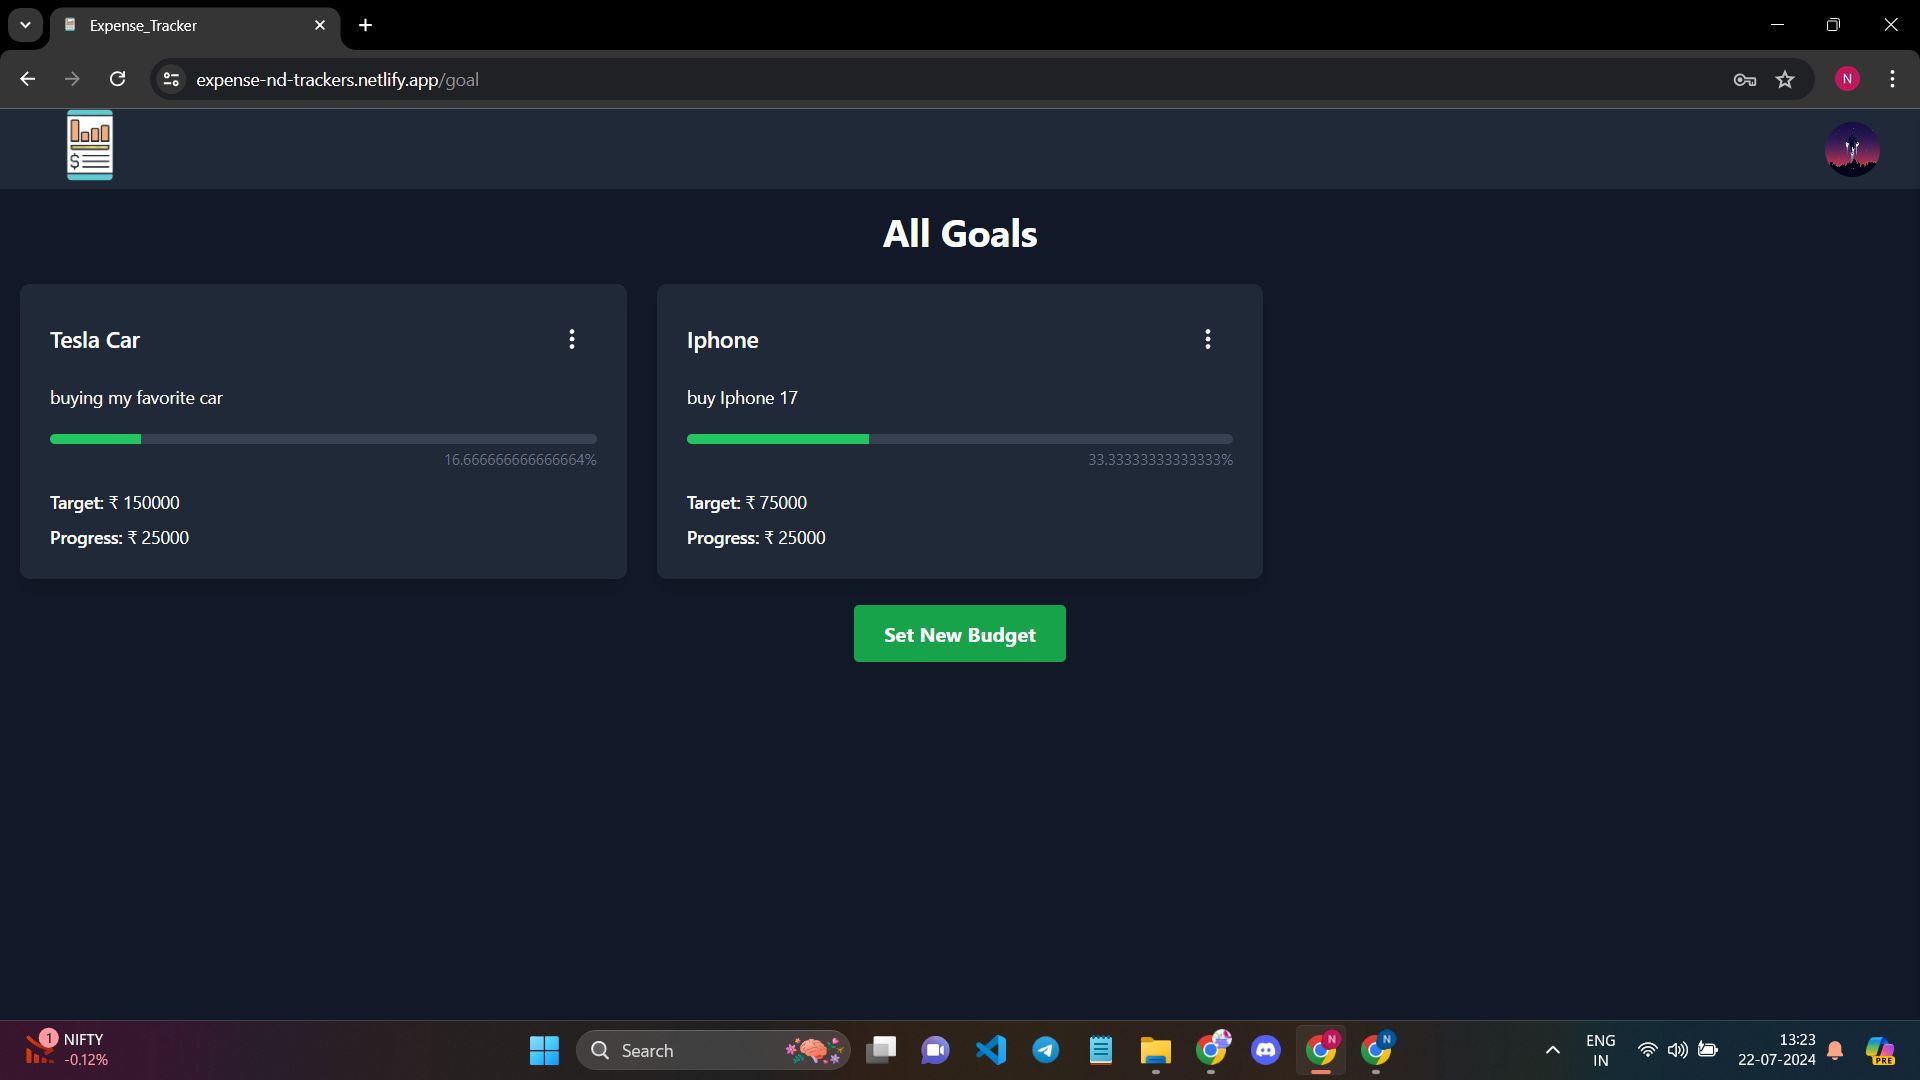 Expense_Tracker
expense-nd-trackers.netlify.app/goal
N
$
All Goals
Tesla Car
buying my favorite car
16.666666666666664%
Target: ₹ 150000
Progress: ₹ 25000
Iphone
buy Iphone 17
33.33333333333333%
Target: ₹ 75000
Progress: ₹ 25000
Set New Budget
1
NIFTY
-0.12%
Search
N
N
ENG
IN
13:23
22-07-2024
PRE